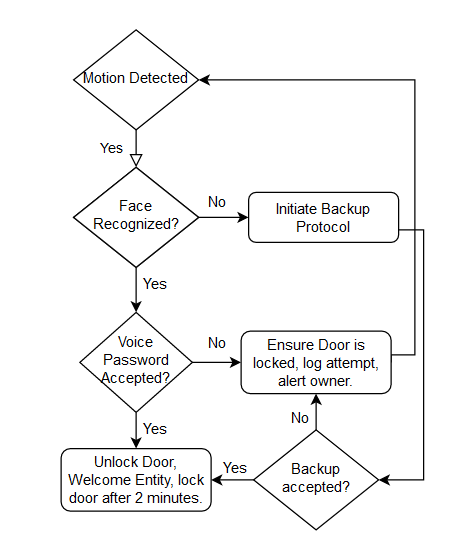 Motion Detected
Yes
Face
Recognized?
No
Initiate Backup
Protocol
Yes
Voice
Password
Accepted?
No
Ensure Door is
locked, log attempt,
alert owner.
Yes
No
Unlock Door,
Welcome Entity, lock
door after 2 minutes.
Yes
Backup
accepted?